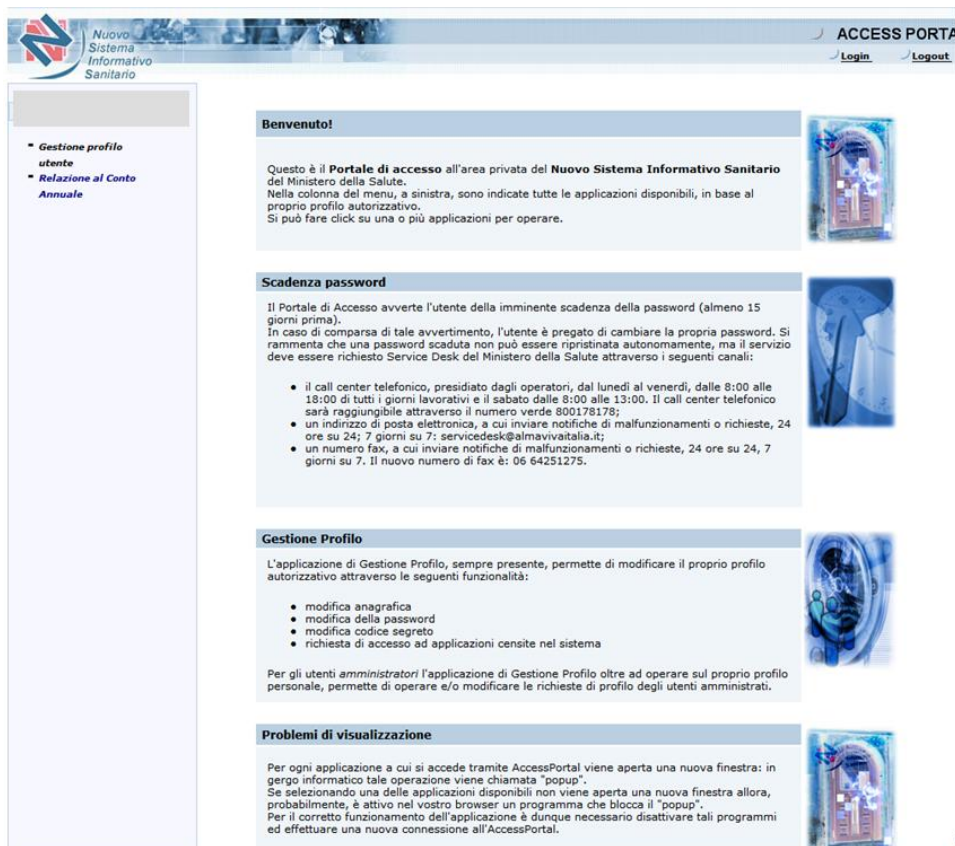 Nuovo
Sistema
Informativo
Sanitario
ACCESS PORTA
Login
Logout
Gestione profilo
utente
Relazione al Conto
Annuale
Benvenuto!
Questo è il Portale di accesso all'area privata del Nuovo Sistema Informativo Sanitario
del Ministero della Salute.
Nella colonna del menu, a sinistra, sono indicate tutte le applicazioni disponibili, in base al
proprio profilo autorizzativo.
Si può fare click su una o più applicazioni per operare.
Scadenza password
Il Portale di Accesso avverte l'utente della imminente scadenza della password (almeno 15
giorni prima).
In caso di comparsa di tale avvertimento, l'utente è pregato di cambiare la propria password. Si
rammenta che una password scaduta non può essere ripristinata autonomamente, ma il servizio
deve essere richiesto Service Desk del Ministero della Salute attraverso i seguenti canali:
• il call center telefonico, presidiato dagli operatori, dal lunedì al venerdì, dalle 8:00 alle
18:00 di tutti i giorni lavorativi e il sabato dalle 8:00 alle 13:00. Il call center telefonico
sarà raggiungibile attraverso il numero verde 800178178;
• un indirizzo di posta elettronica, a cui inviare notifiche di malfunzionamenti o richieste, 24
ore su 24; 7 giorni su 7: servicedesk@almavivaitalia.it;
• un numero fax, a cui inviare notifiche di malfunzionamenti o richieste, 24 ore su 24, 7
giorni su 7. Il nuovo numero di fax è: 06 64251275.
Gestione Profilo
L'applicazione di Gestione Profilo, sempre presente, permette di modificare il proprio profilo
autorizzativo attraverso le seguenti funzionalità:
• modifica anagrafica
• modifica della password
• modifica codice segreto
• richiesta di accesso ad applicazioni censite nel sistema
Per gli utenti amministratori l'applicazione di Gestione Profilo oltre ad operare sul proprio profilo
personale, permette di operare e/o modificare le richieste di profilo degli utenti amministrati.
Problemi di visualizzazione
Per ogni applicazione a cui si accede tramite AccessPortal viene aperta una nuova finestra: in
gergo informatico tale operazione viene chiamata "popup".
Se selezionando una delle applicazioni disponibili non viene aperta una nuova finestra allora,
probabilmente, è attivo nel vostro browser un programma che blocca il "popup".
Per il corretto funzionamento dell'applicazione è dunque necessario disattivare tali programmi
ed effettuare una nuova connessione all'AccessPortal.